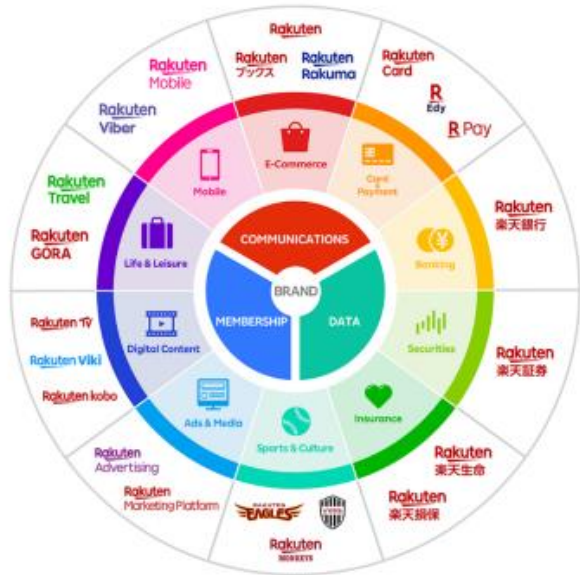 Rakuten
Rakuten
ブックス
Rakuten
Rakuma
Rakuten
Card
R
Edy
R Pay
Rakuten
楽天銀行
Rakuten
楽天証券
Rakuten
楽天生命
Rakuten
楽天損保
RAKUTEN
EAGLES
Rakuten
MONKEYS
Rakuten
Advertising
Rakuten
Marketing Platform
Rakuten TV
Rakuten Viki
Rakuten kobo
Rakuten
Travel
Rakuten
GORA
Rakuten
Mobile
Rakuten
Viber
E-Commerce
Card
&
Payment
Banking
Securities
Insurance
Sports & Culture
Ads & Media
Digital Content
Life & Leisure
Mobile
COMMUNICATIONS
BRAND
MEMBERSHIP
DATA